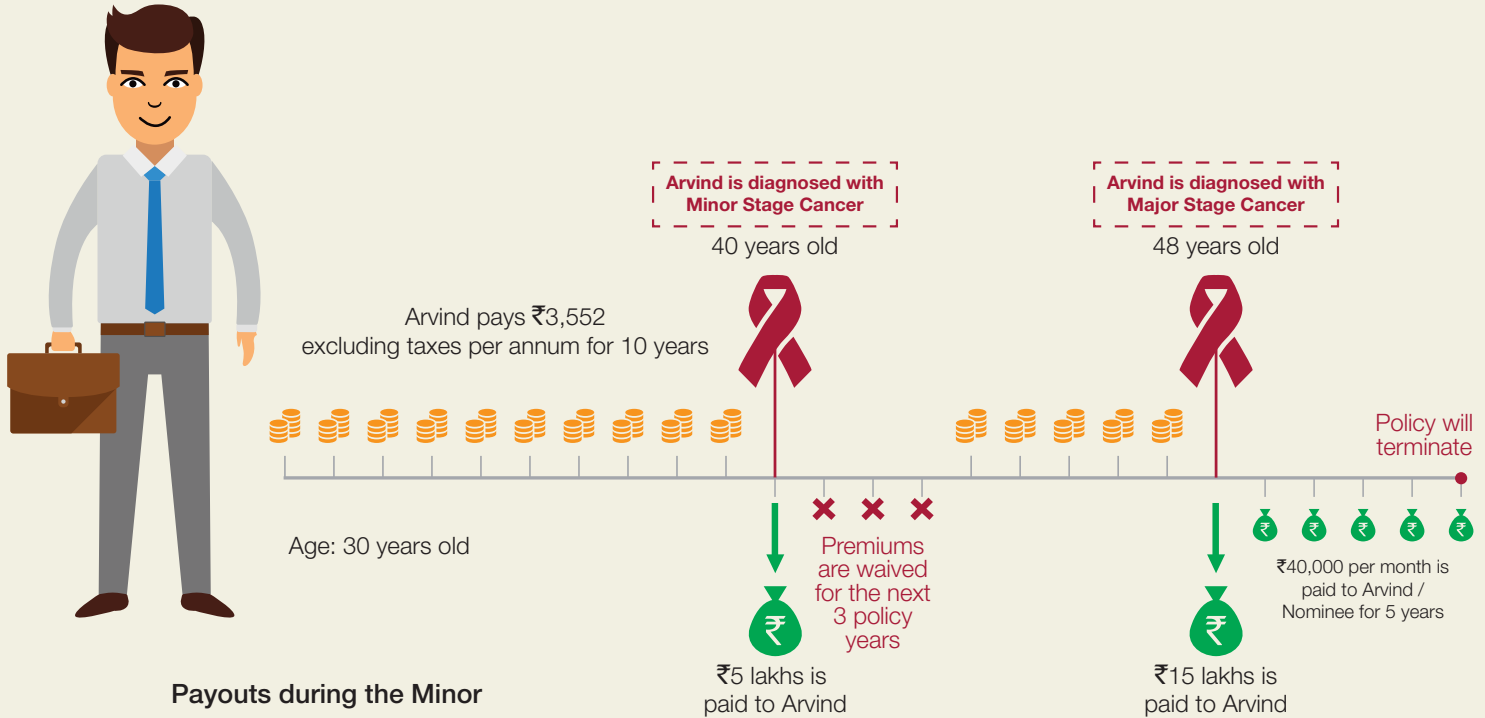 Arvind is diagnosed with
Minor Stage Cancer
40 years old
Arvind is diagnosed with
Major Stage Cancer
48 years old
Arvind pays ₹3,552
excluding taxes per annum for 10 years
Policy will
terminate
Age: 30 years old
Premiums
are waived
for the next
3 policy
years
₹
₹5 lakhs is
paid to Arvind
₹
₹15 lakhs is
paid to Arvind
₹ ₹ ₹ ₹ ₹
₹40,000 per month is
paid to Arvind /
Nominee for 5 years
Payouts during the Minor